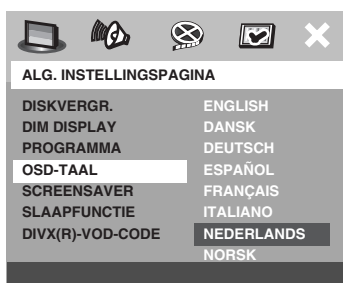 ALG. INSTELLINGSPAGINA
DISKVERGR. ENGLISH
DIM DISPLAY DANSK
PROGRAMMA DEUTSCH
OSD-TAAL ESPAÑOL
SCREENSAVER FRANÇAIS
SLAAPFUNCTIE ITALIANO
DIVX(R)-VOD-CODE NEDERLANDS
NORSK